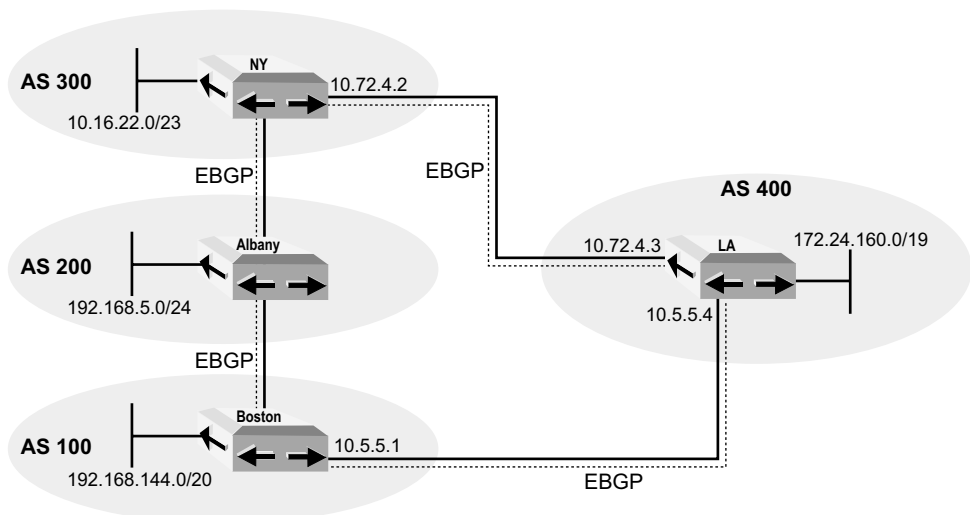 NY
AS 300
10.72.4.2
10.16.22.0/23
EBGP
EBGP
AS 400
Albany
10.72.4.3
LA
172.24.160.0/19
AS 200
192.168.5.0/24
10.5.5.4
EBGP
Boston
AS 100
10.5.5.1
192.168.144.0/20
EBGP